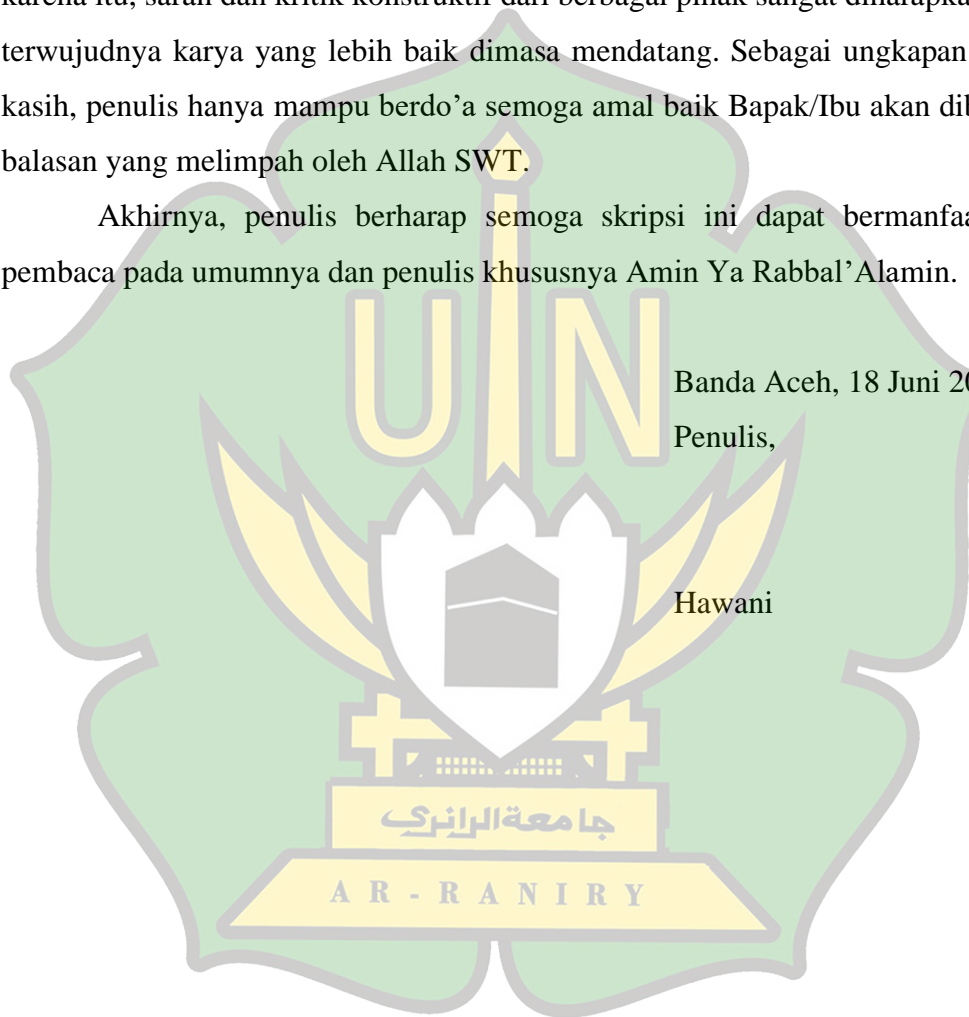 karena itu, saran dan kritik konstruktif dari berbagai pihak sangat
terwujudnya karya yang lebih baik dimasa mendatang. Sebagai ungkapan
kasih, penulis hanya mampu berdo’a semoga amal baik Bapak/Ibu akan
balasan yang melimpah oleh Allah SWT.
Akhirnya, penulis berharap semoga skripsi ini dapat
pembaca pada umumnya dan penulis khususnya Amin Ya Rabbal’Alamin.
UIN
Banda Aceh, 18 Juni
Penulis,
Hawani
جامعة الرانري
AR-RANIRY